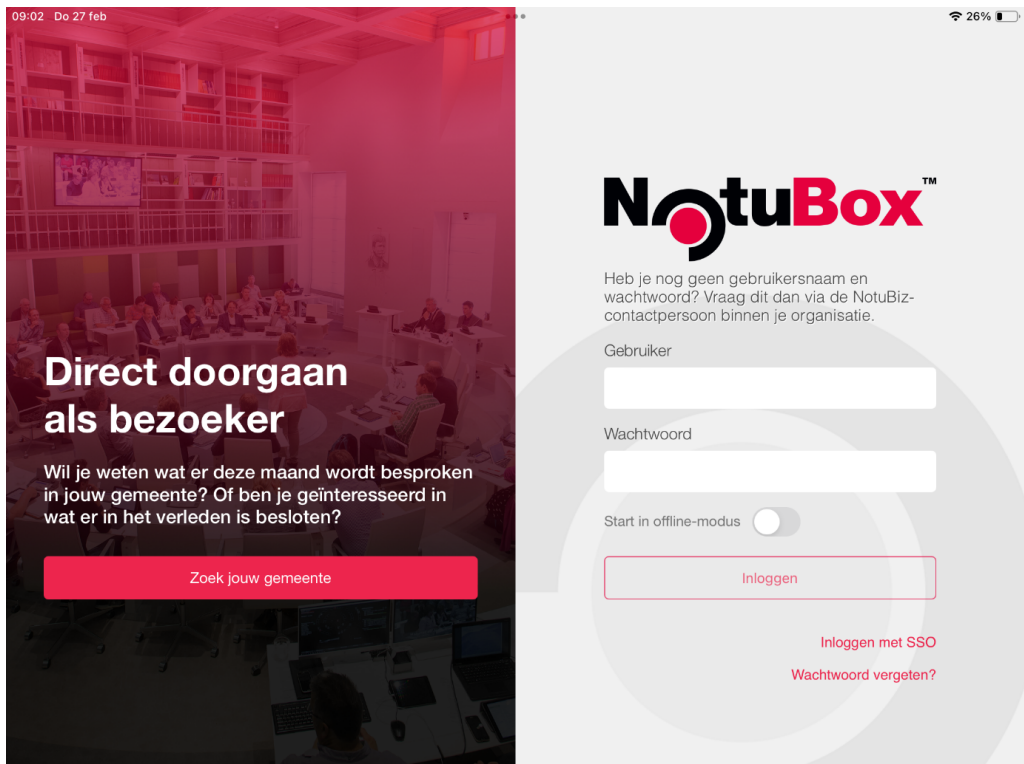 09:02 Do 27 feb
26%
Direct doorgaan
als bezoeker
Wil je weten wat er deze maand wordt besproken
in jouw gemeente? Of ben je geïnteresseerd in
wat er in het verleden is besloten?
Zoek jouw gemeente
NotuBox™
Heb je nog geen gebruikersnaam en
wachtwoord? Vraag dit dan via de NotuBiz-
contactpersoon binnen je organisatie.
Gebruiker
Wachtwoord
Start in offline-modus
Inloggen
Inloggen met SSO
Wachtwoord vergeten?